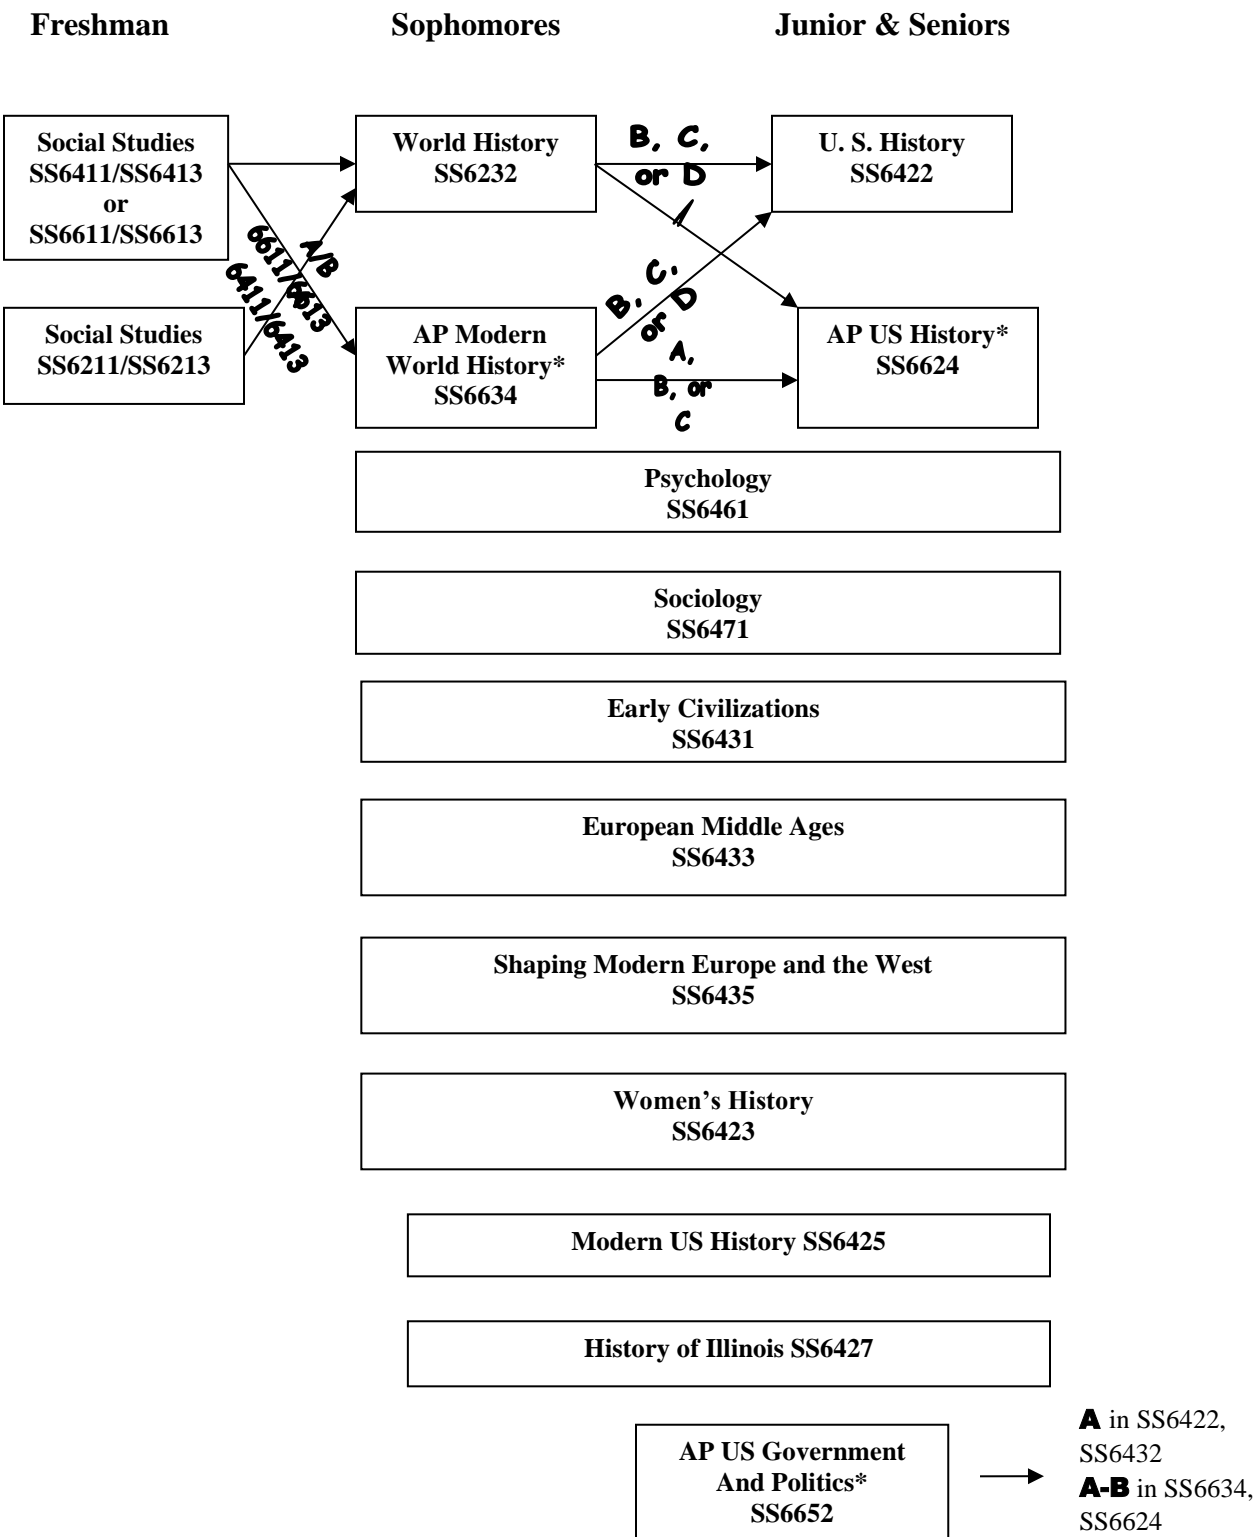 Freshman
Sophomores
Junior & Seniors
Social Studies
SS6411/SS6413
or
SS6611/SS6613
World History
SS6232
B, C,
or D
U. S. History
SS6422
A/B
6611/6613
6411/6413
Social Studies
SS6211/SS6213
AP Modern
World History*
SS6634
B, C,
or D
A,
B, or
C
AP US History*
SS6624
Psychology
SS6461
Sociology
SS6471
Early Civilizations
SS6431
European Middle Ages
SS6433
Shaping Modern Europe and the West
SS6435
Women’s History
SS6423
Modern US History SS6425
History of Illinois SS6427
AP US Government
And Politics*
SS6652
A in SS6422,
SS6432
A-B in SS6634,
SS6624